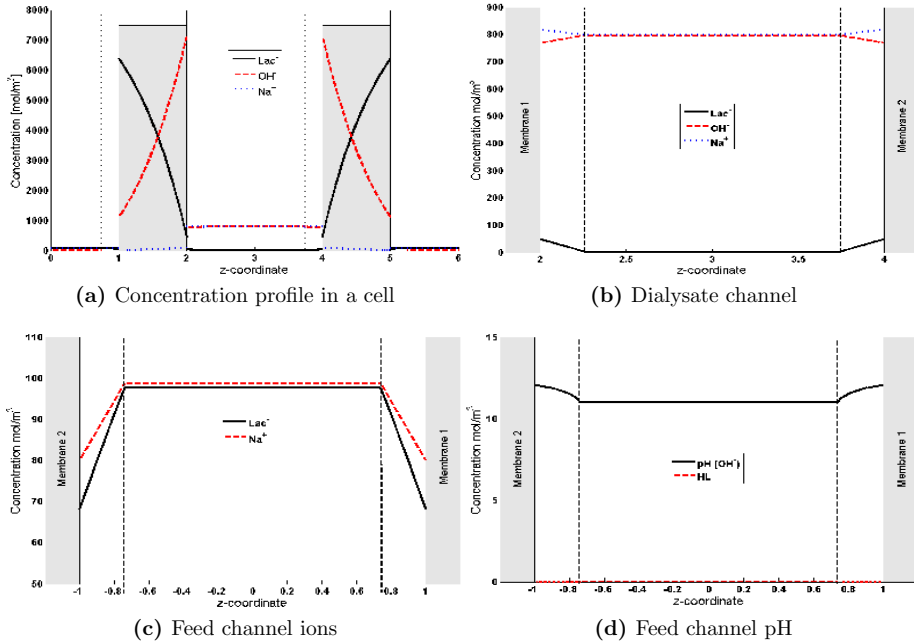 8000
7000
6000
5000
4000
3000
2000
1000
0
Concentration [mol/m³]
Lac⁻
OH⁻
Na⁺
0 1 2 3 4 5 6
z-coordinate
(a) Concentration profile in a cell
900
800
700
600
500
400
300
200
100
0
Concentration mol/m³
Membrane 1
Lac⁻
OH⁻
Na⁺
Membrane 2
2 2.5 3 3.5 4
z-coordinate
(b) Dialysate channel
110
100
90
80
70
60
50
Concentration mol/m³
Membrane 2
Lac⁻
Na⁺
Membrane 1
-1 -0.8 -0.6 -0.4 -0.2 0 0.2 0.4 0.6 0.8 1
z-coordinate
(c) Feed channel ions
15
10
5
0
Concentration mol/m³
Membrane 2
pH [OH⁻)
HL
Membrane 1
-1 -0.8 -0.6 -0.4 -0.2 0 0.2 0.4 0.6 0.8 1
z-coordinate
(d) Feed channel pH